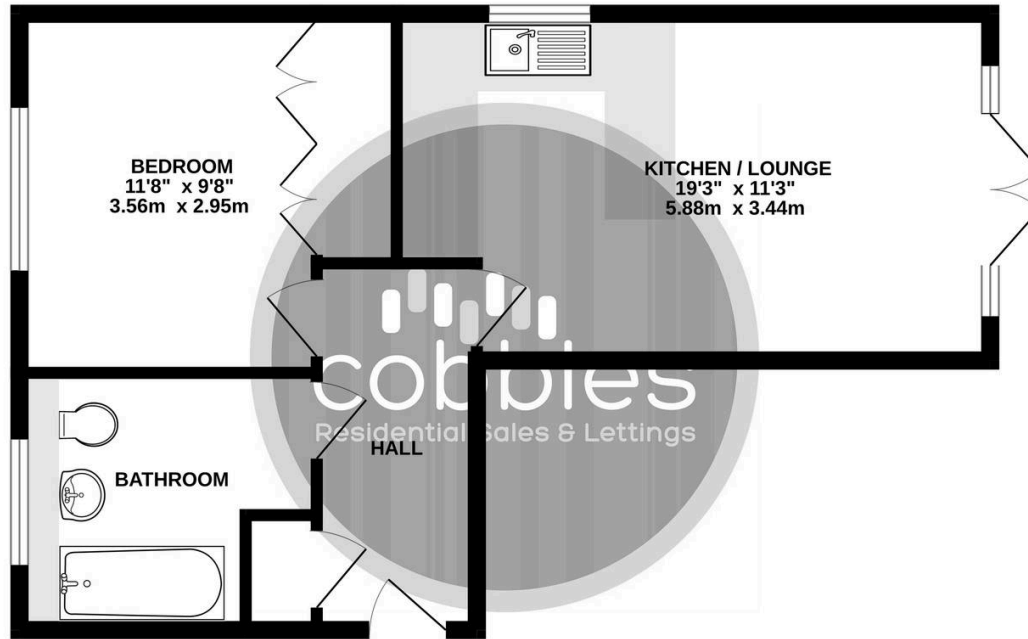 BEDROOM
11'8" x 9'8"
3.56m x 2.95m
KITCHEN / LOUNGE
19'3" x 11'3"
5.88m x 3.44m
cobbles
Residential Sales & Lettings
HALL
BATHROOM